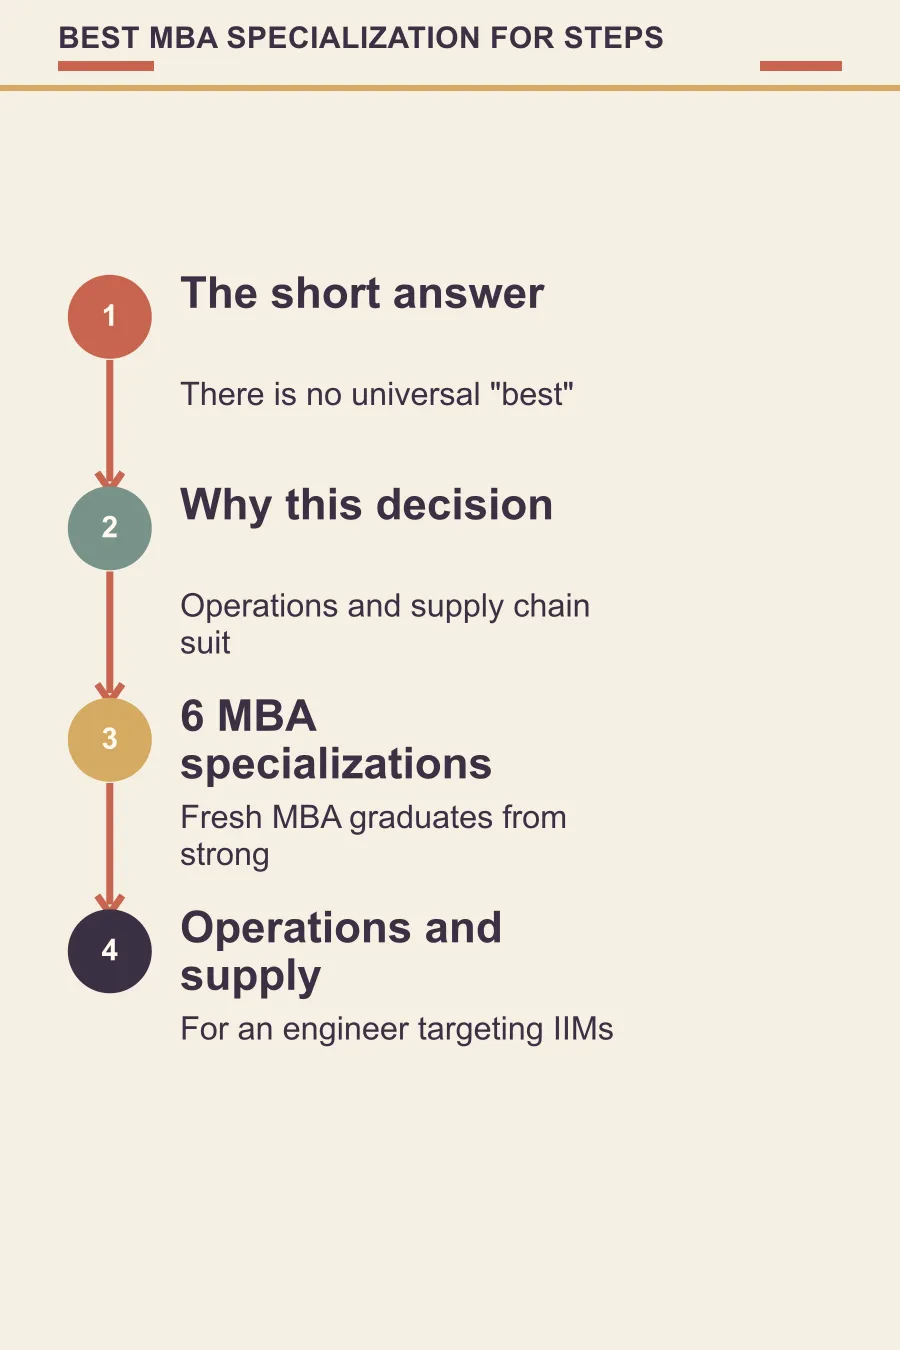 BEST MBA SPECIALIZATION FOR STEPS
1
The short answer
There is no universal "best"
2
Why this decision
Operations and supply chain
suit
3
6 MBA
specializations
Fresh MBA graduates from
strong
4
Operations and
supply
For an engineer targeting IIMs